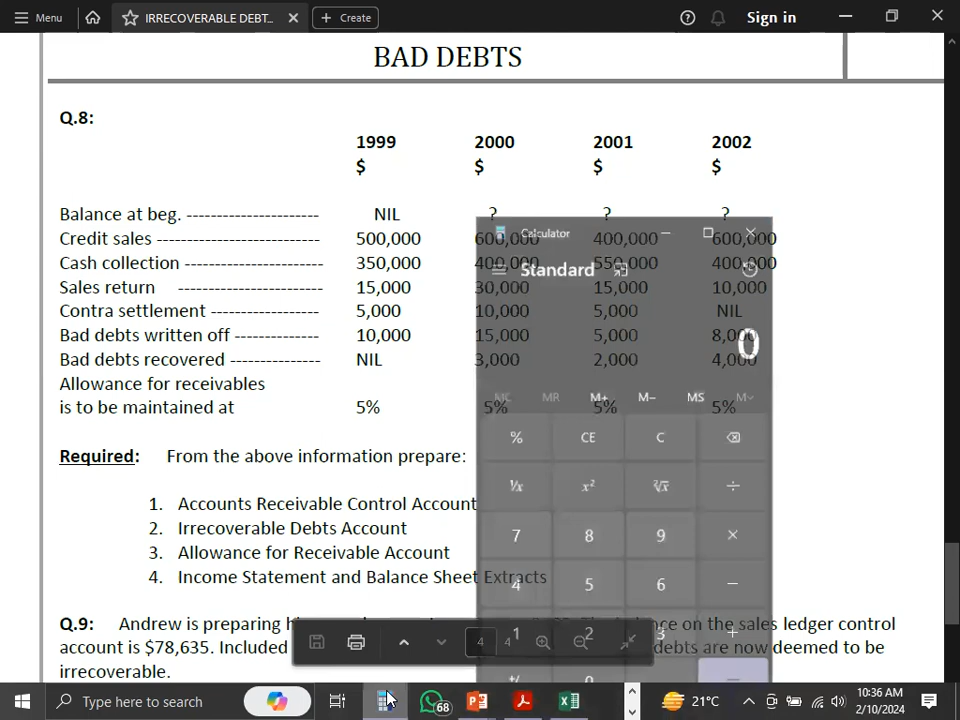 Menu IRRECOVERABLE DEBT... Create Sign in
BAD DEBTS
Q.8:
1999 2000 2001 2002
$ $ $ $
Balance at beg. ------------------------ NIL ? ? ?
Credit sales ----------------------------- 500,000 600,000 400,000 600,000
Cash collection ------------------------- 350,000 400,000 550,000 400,000
Sales return ------------------------- 15,000 30,000 15,000 10,000
Contra settlement ------------------- 5,000 10,000 5,000 NIL
Bad debts written off --------------- 10,000 15,000 5,000 8,000
Bad debts recovered ---------------- NIL 3,000 2,000 4,000
Allowance for receivables
is to be maintained at 5% 5% 5% 5%
Required: From the above information prepare:
1. Accounts Receivable Control Account
2. Irrecoverable Debts Account
3. Allowance for Receivable Account
4. Income Statement and Balance Sheet Extracts
Q.9: Andrew is preparing on the sales ledger control
account is $78,635. Included debts are now deemed to be
irrecoverable.
Calculator
Standard
0
MC MR M+ M− MS M
% CE C
¹/x x² ²√x ÷
7 8 9 ×
4 5 6 −
1 2 3 +
+/ 0
4 4
Type here to search 68 21°C 10:36 AM
2/10/2024